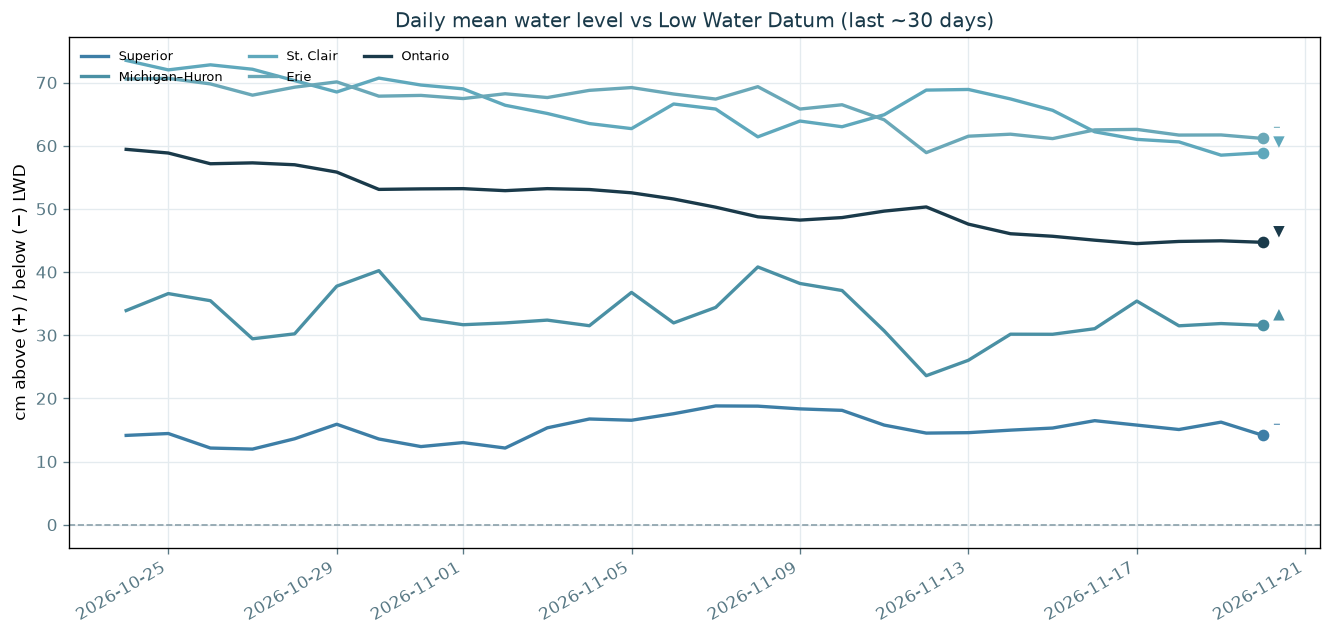 Daily mean water level vs Low Water Datum (last ~30 days)
Superior
Michigan–Huron
St. Clair
Erie
Ontario
cm above (+) / below (−) LWD
70
60
50
40
30
20
10
0
2026-10-25
2026-10-29
2026-11-01
2026-11-05
2026-11-09
2026-11-13
2026-11-17
2026-11-21